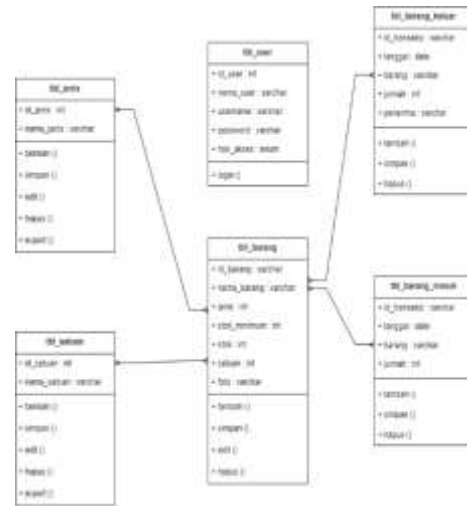 tbl_jenis
+ id_jenis : int
+ nama_jenis : varchar
+ tambah ()
+ simpan ()
+ edit ()
+ hapus ()
+ export ()
tbl_user
+ id_user : int
+ nama_user : varchar
+ username : varchar
+ password : varchar
+ hak_akses : enum
+ login ()
tbl_barang_keluar
+ id_transaksi : varchar
+ tanggal : date
+ barang : varchar
+ jumlah : int
+ penerima : varchar
+ tambah ()
+ simpan ()
+ hapus ()
tbl_barang
+ id_barang : varchar
+ nama_barang : varchar
+ jenis : int
+ stok_minimum : int
+ stok : int
+ satuan : int
+ foto : varchar
+ tambah ()
+ simpan ()
+ edit ()
+ hapus ()
tbl_barang_masuk
+ id_transaksi : varchar
+ tanggal : date
+ barang : varchar
+ jumlah : int
+ tambah ()
+ simpan ()
+ hapus ()
tbl_satuan
+ id_satuan : int
+ nama_satuan : varchar
+ tambah ()
+ simpan ()
+ edit ()
+ hapus ()
+ export ()